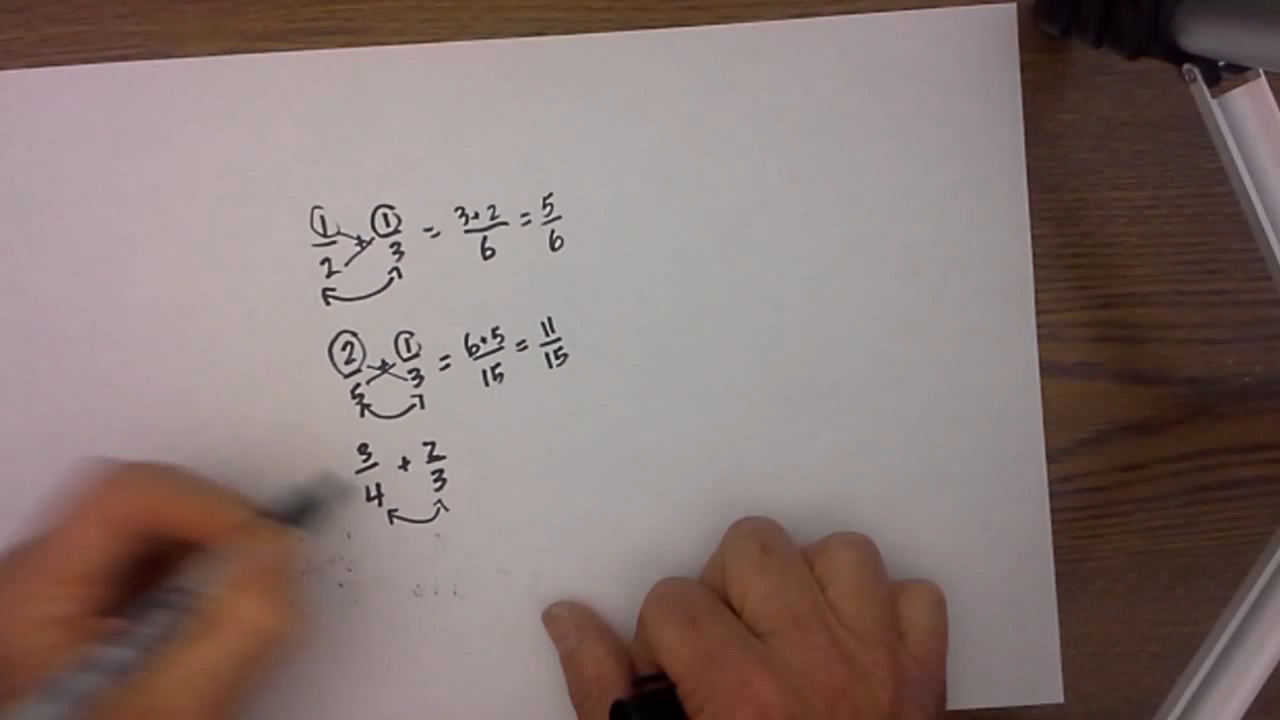 1/2 + 1/3 = 3+2/6 = 5/6
2/5 + 1/3 = 6+5/15 = 11/15
3/4 + 2/3